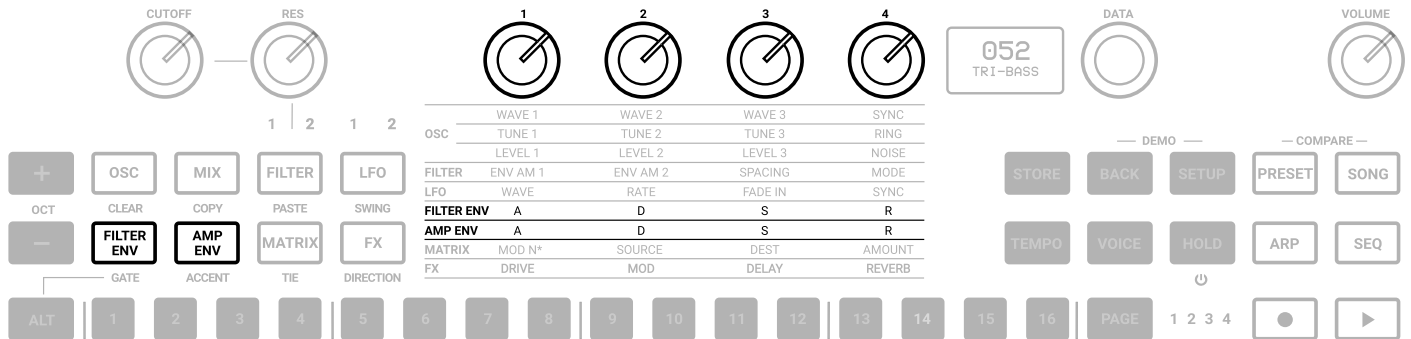 CUTOFF RES 1 2 3 4 DATA VOLUME
052
TRI-BASS
WAVE 1 WAVE 2 WAVE 3 SYNC
1 2 1 2
OSC TUNE 1 TUNE 2 TUNE 3 RING
— DEMO — — COMPARE —
LEVEL 1 LEVEL 2 LEVEL 3 NOISE
+ OSC MIX FILTER LFO
FILTER ENV AM 1 ENV AM 2 SPACING MODE
STORE BACK SETUP PRESET SONG
LFO WAVE RATE FADE IN SYNC
OCT CLEAR COPY PASTE SWING
FILTER ENV A D S R
AMP ENV A D S R
− FILTER ENV AMP ENV MATRIX FX
MATRIX MOD N* SOURCE DEST AMOUNT
TEMPO VOICE HOLD ARP SEQ
FX DRIVE MOD DELAY REVERB
GATE ACCENT TIE DIRECTION
ALT 1 2 3 4 5 6 7 8 9 10 11 12 13 14 15 16 PAGE 1 2 3 4